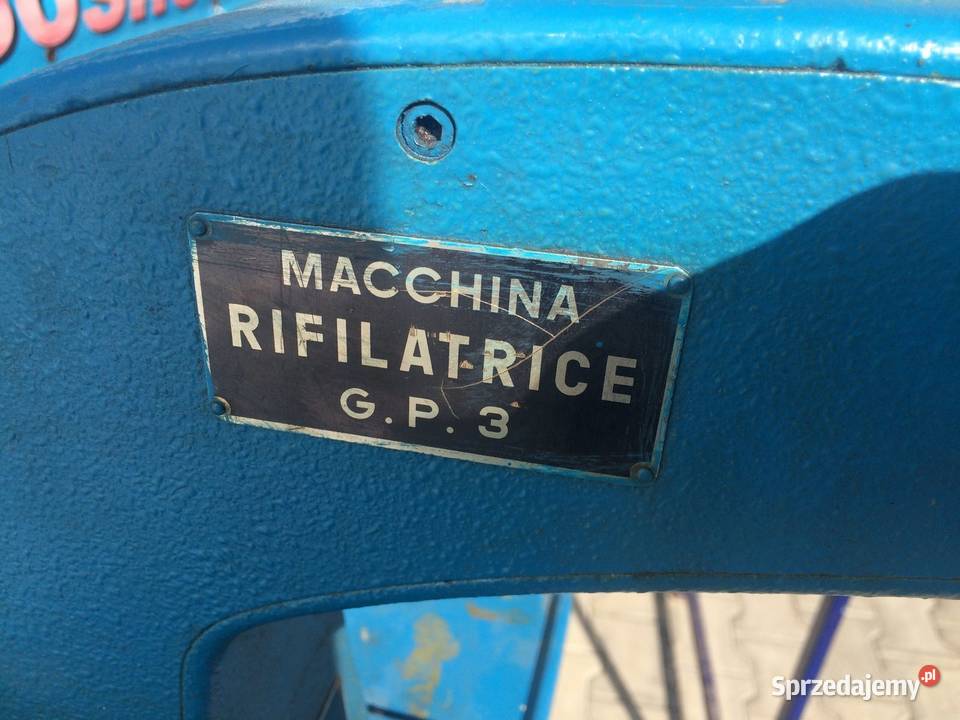 MACCHINA
RIFILATRICE
G.P. 3
Sprzedajemy.pl